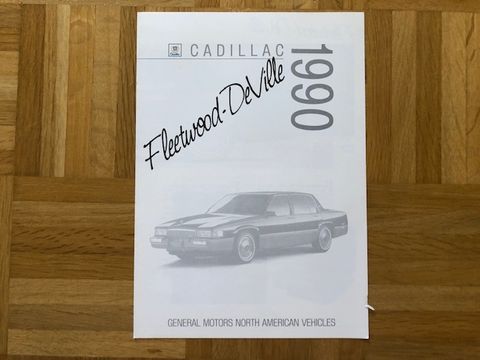 CADILLAC
1990
Fleetwood-DeVille
GENERAL MOTORS NORTH AMERICAN VEHICLES